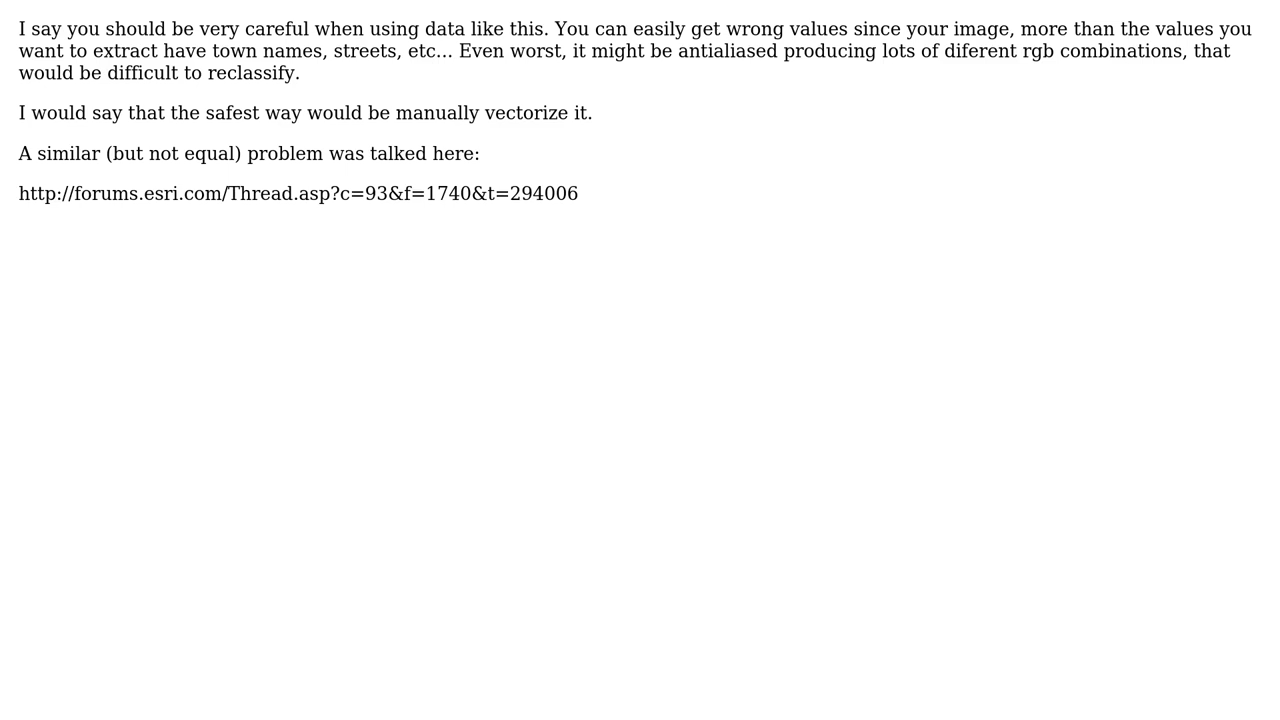 I say you should be very careful when using data like this. You can easily get wrong values since your image, more than the values you
want to extract have town names, streets, etc... Even worst, it might be antialiased producing lots of diferent rgb combinations, that
would be difficult to reclassify.
I would say that the safest way would be manually vectorize it.
A similar (but not equal) problem was talked here:
http://forums.esri.com/Thread.asp?c=93&f=1740&t=294006